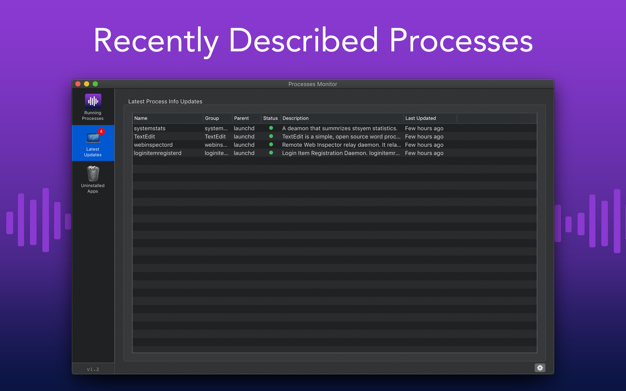 Recently Described Processes
Processes Monitor
Running
Processes
4
Latest
Updates
Uninstalled
Apps
Latest Process Info Updates
Name Group Parent Status Description Last Updated
systemstats system... launchd A deamon that summrizes stsyem statistics. Few hours ago
TextEdit TextEdit launchd TextEdit is a simple, open source word proc... Few hours ago
webinspectord webins... launchd Remote Web Inspector relay daemon. It rela... Few hours ago
loginitemregisterd loginite... launchd Login Item Registration Daemon. loginitemr... Few hours ago
v1.2